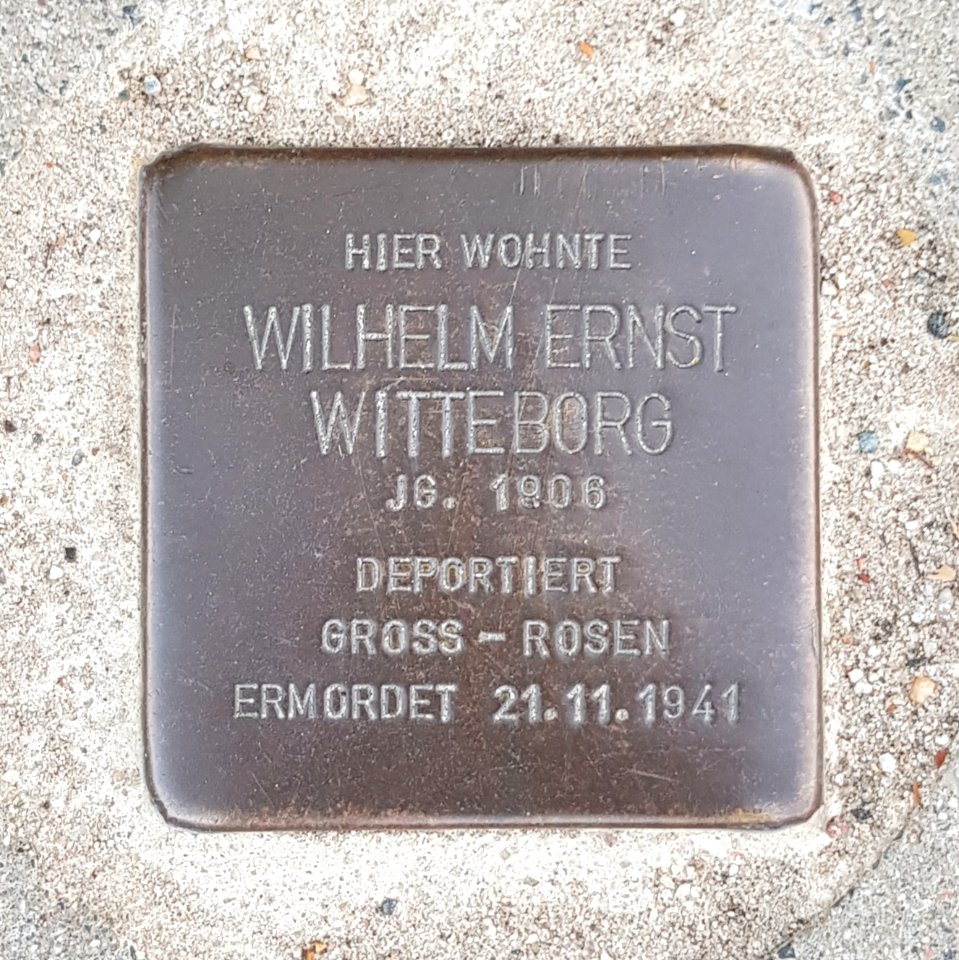 HIER WOHNTE
WILHELM ERNST
WITTEBORG
JG. 1906
DEPORTIERT
GROSS - ROSEN
ERMORDET 21.11.1941